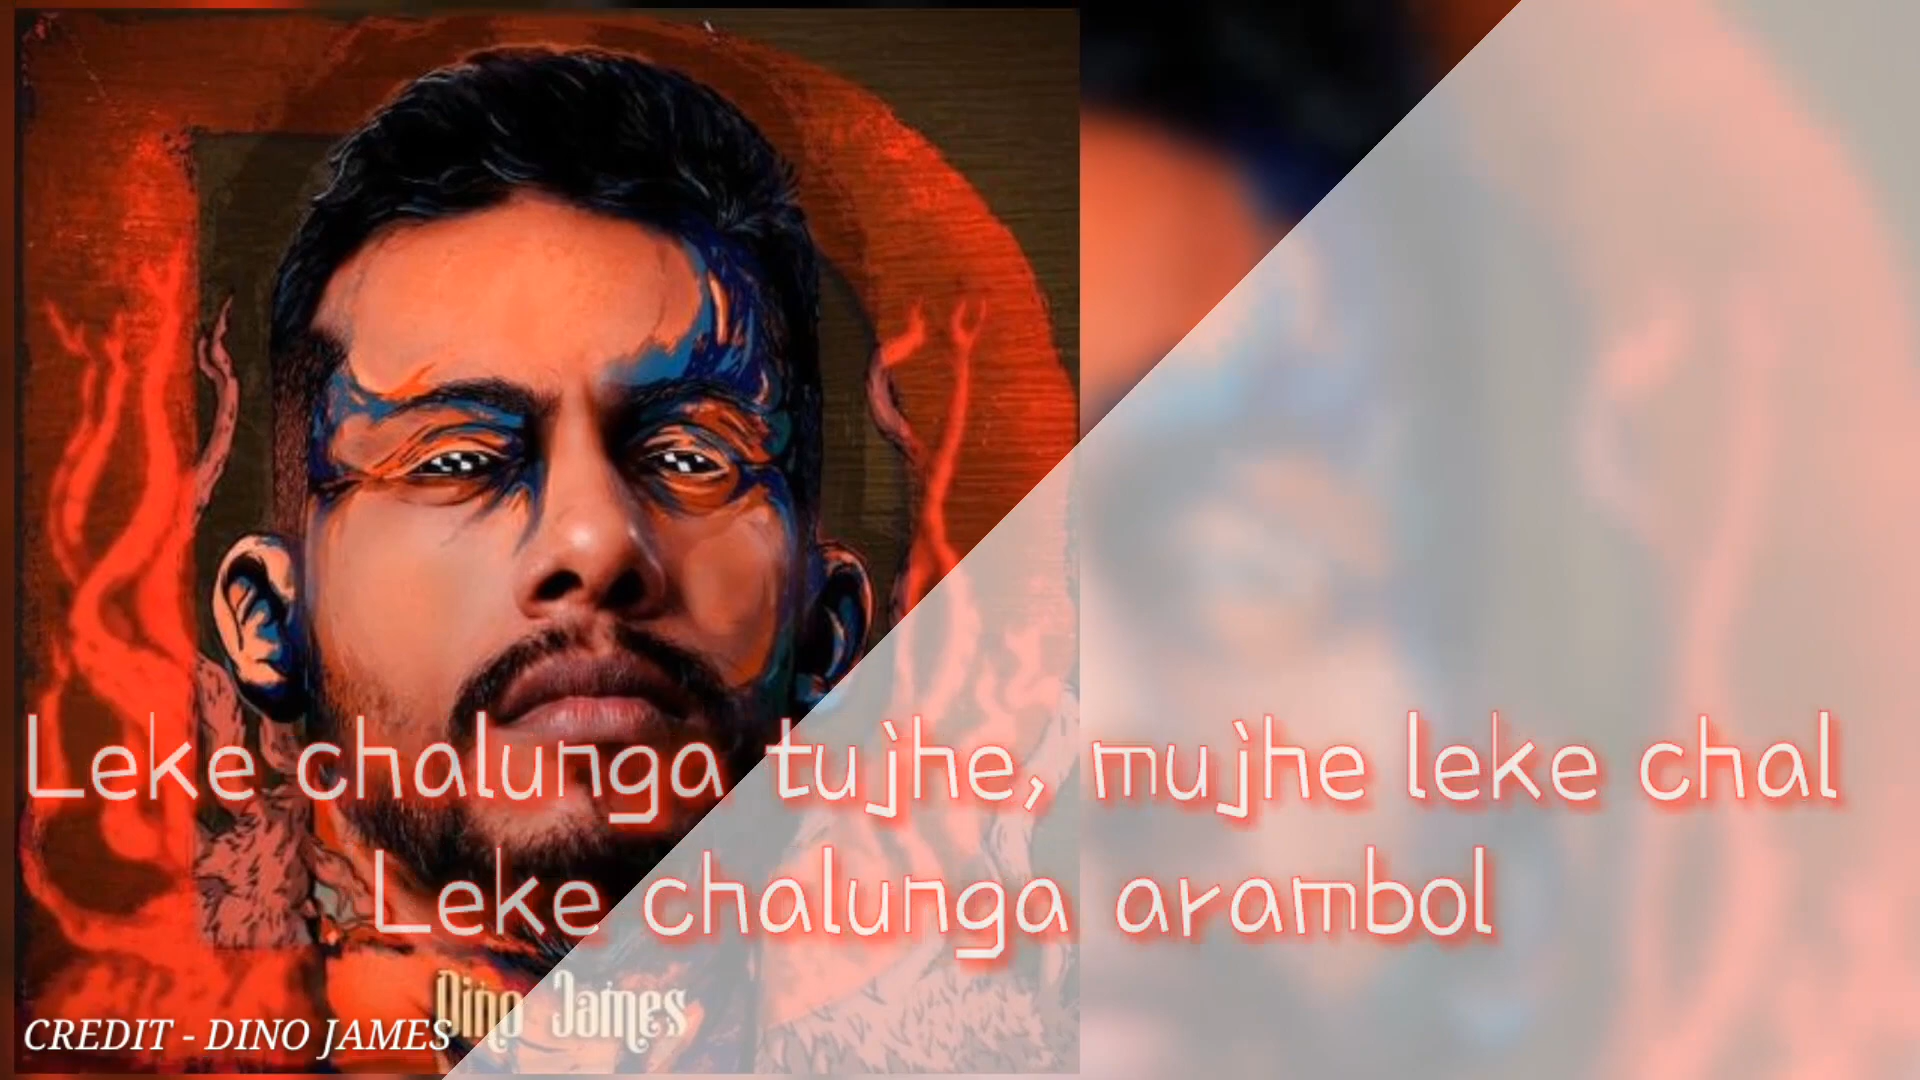 Leke chalunga tujhe, mujhe leke chal
Leke chalunga arambol
Dino James
CREDIT - DINO JAMES